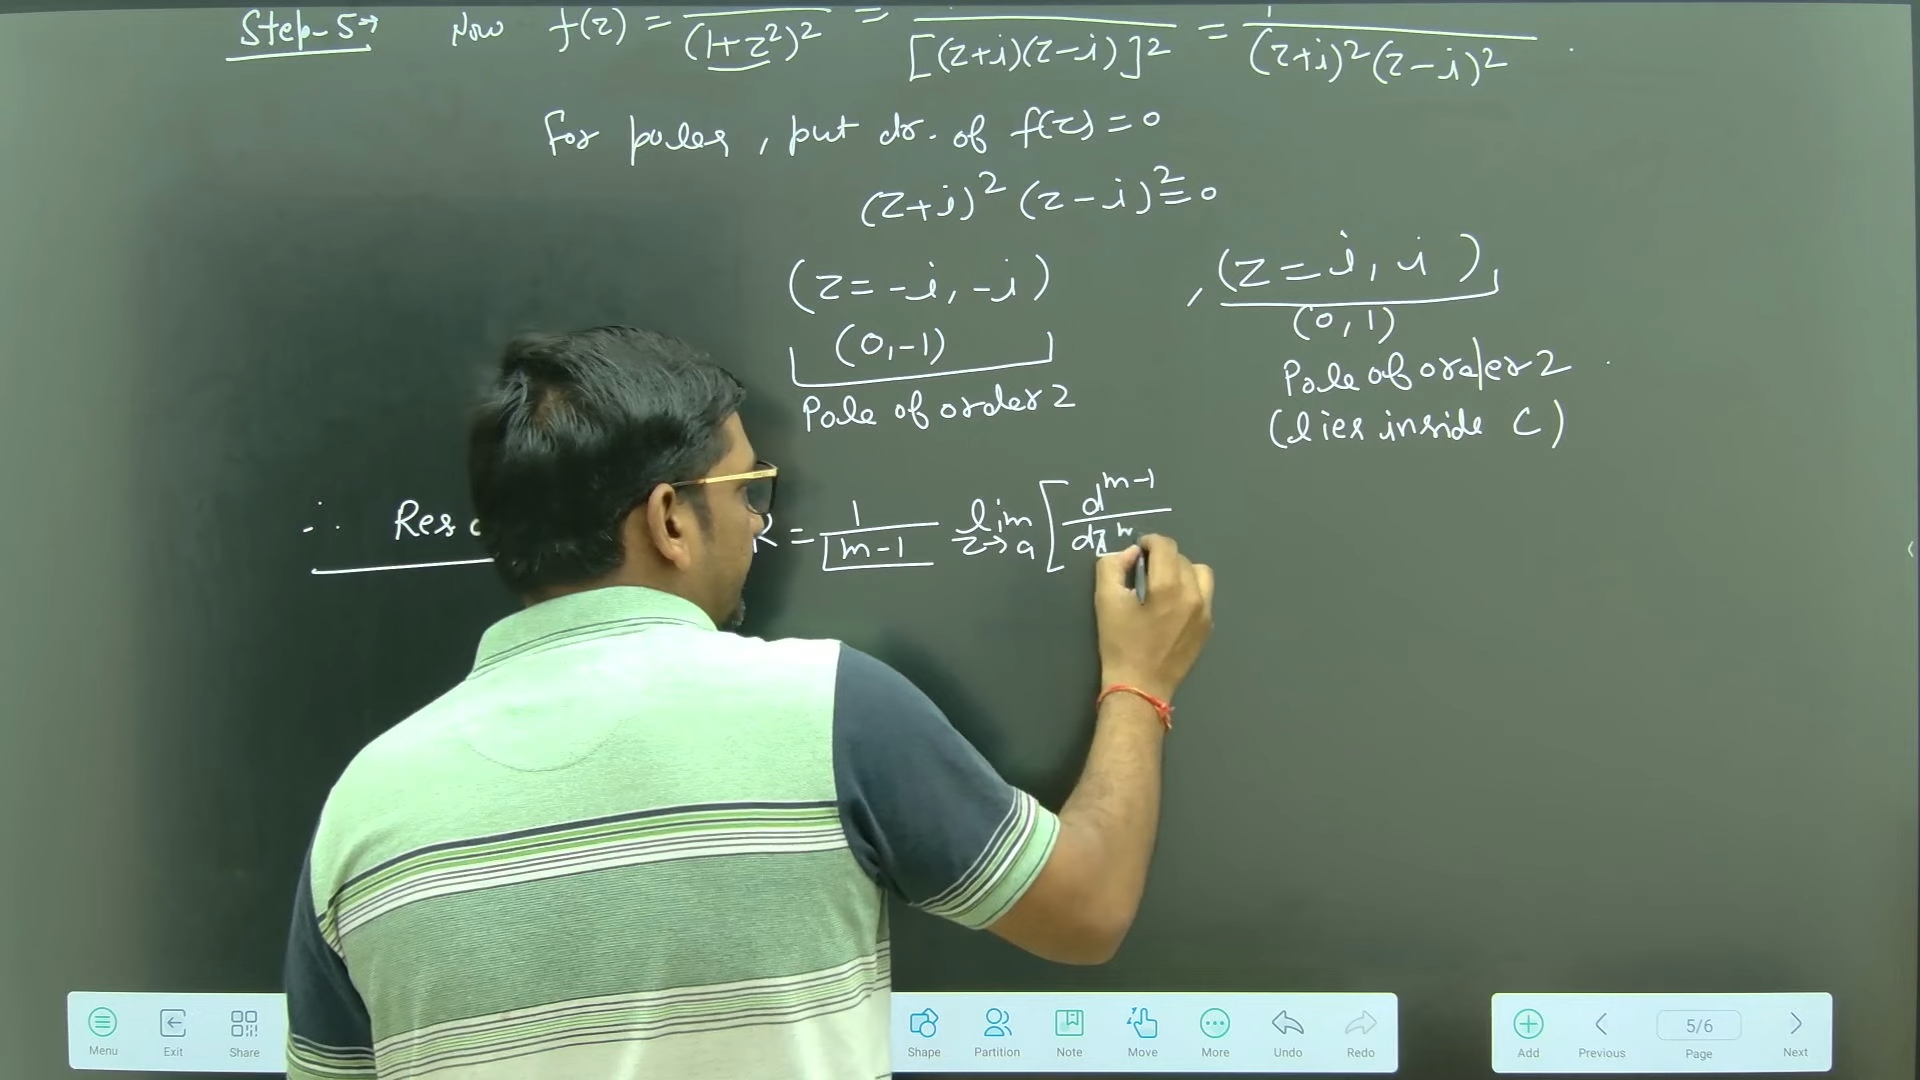 Step-5→ Now f(z) = (1+z²)² = [(z+i)(z-i)]² = (z+i)²(z-i)² .
For poles, put dr. of f(z) = 0
(z+i)² (z-i)² = 0
(z = -i, -i) , (z = i, i)
(0,-1) (0, 1)
Pole of order 2 Pole of order 2 .
(lies inside C)
∴ Res R = 1/|m-1 lim z→a [ d^m-1/dz^m
Menu Exit Share Shape Partition Note Move More Undo Redo Add Previous 5/6 Page Next